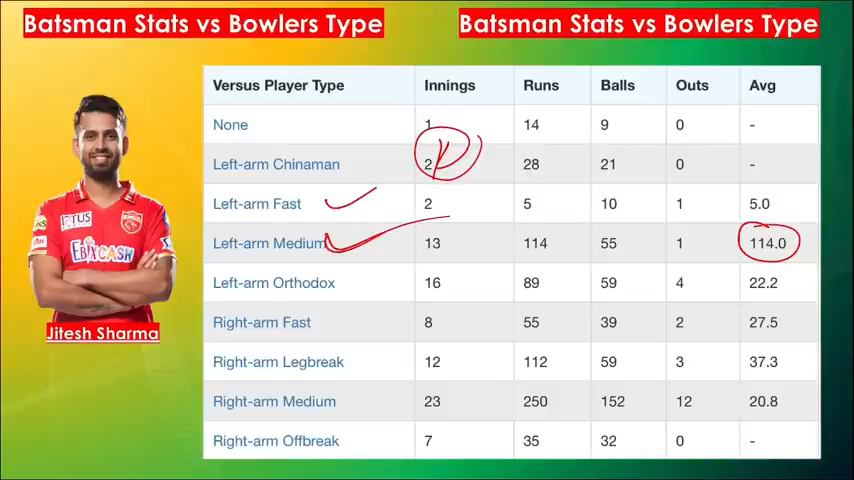 Batsman Stats vs Bowlers Type Batsman Stats vs Bowlers Type
Versus Player Type Innings Runs Balls Outs Avg
None 1 14 9 0 -
Left-arm Chinaman 2 28 21 0 -
Left-arm Fast 2 5 10 1 5.0
Left-arm Medium 13 114 55 1 114.0
Left-arm Orthodox 16 89 59 4 22.2
Right-arm Fast 8 55 39 2 27.5
Right-arm Legbreak 12 112 59 3 37.3
Right-arm Medium 23 250 152 12 20.8
Right-arm Offbreak 7 35 32 0 -
EBIXCASH
Jitesh Sharma